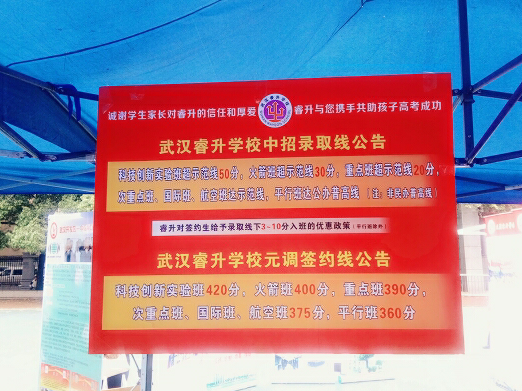 诚谢学生家长对睿升的信任和厚爱 睿升与您携手共助孩子高考成功
武汉睿升学校中招录取线公告
科技创新实验班超示范线50分，火箭班超示范线30分，重点班超示范线20分，
次重点班、国际班、航空班达示范线，平行班达公办普高线（注：非民办普高线）
睿升对签约生给予录取线下3~10分入班的优惠政策（平行班除外）
武汉睿升学校元调签约线公告
科技创新实验班420分，火箭班400分，重点班390分，
次重点班、国际班、航空班375分，平行班360分